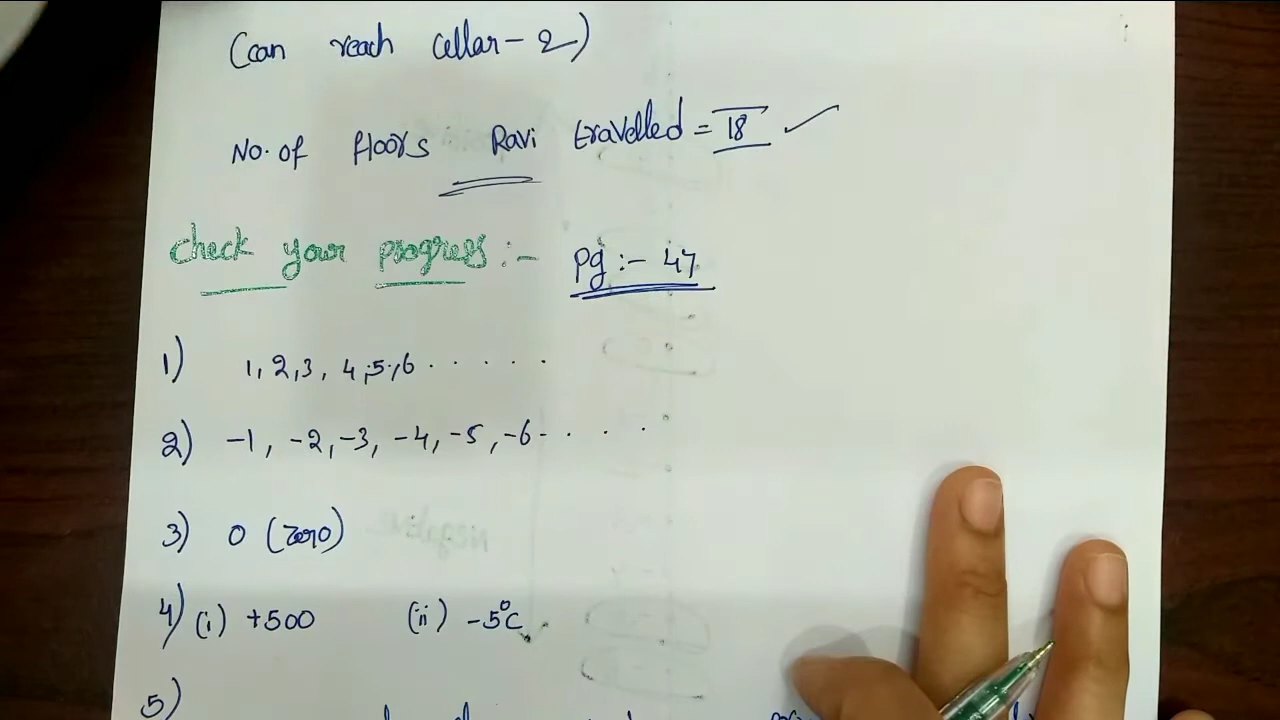 (can reach cellar-2)
No. of floors Ravi travelled = 18 ✓
check your progress :- pg :- 47
1) 1, 2, 3, 4, 5, 6 . . . . .
2) -1, -2, -3, -4, -5, -6 - . . . .
3) 0 (zero)
4) (i) +500 (ii) -5°C
5)